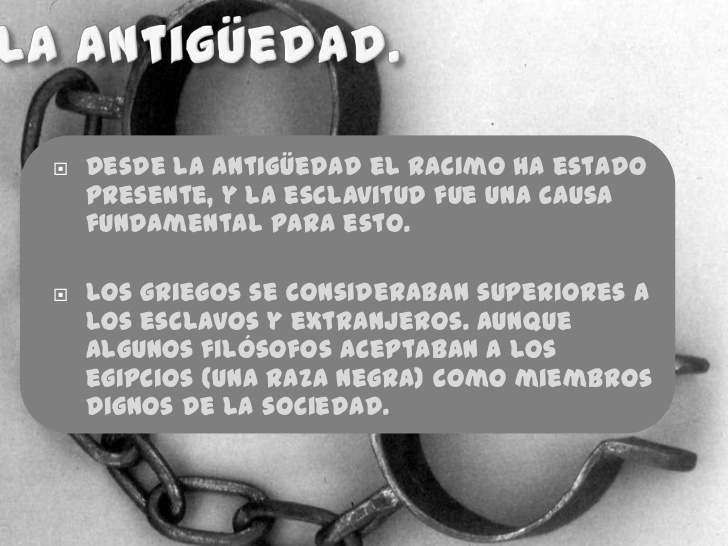 LA ANTIGÜEDAD.
DESDE LA ANTIGÜEDAD EL RACIMO HA ESTADO
PRESENTE, Y LA ESCLAVITUD FUE UNA CAUSA
FUNDAMENTAL PARA ESTO.
LOS GRIEGOS SE CONSIDERABAN SUPERIORES A
LOS ESCLAVOS Y EXTRANJEROS. AUNQUE
ALGUNOS FILÓSOFOS ACEPTABAN A LOS
EGIPCIOS (UNA RAZA NEGRA) COMO MIEMBROS
DIGNOS DE LA SOCIEDAD.